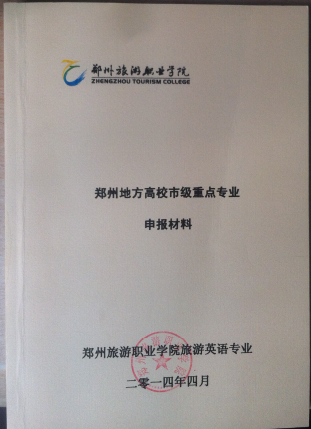 郑州旅游职业学院
ZHENGZHOU TOURISM COLLEGE
郑州地方高校市级重点专业
申报材料
郑州旅游职业学院旅游英语专业
二零一四年四月